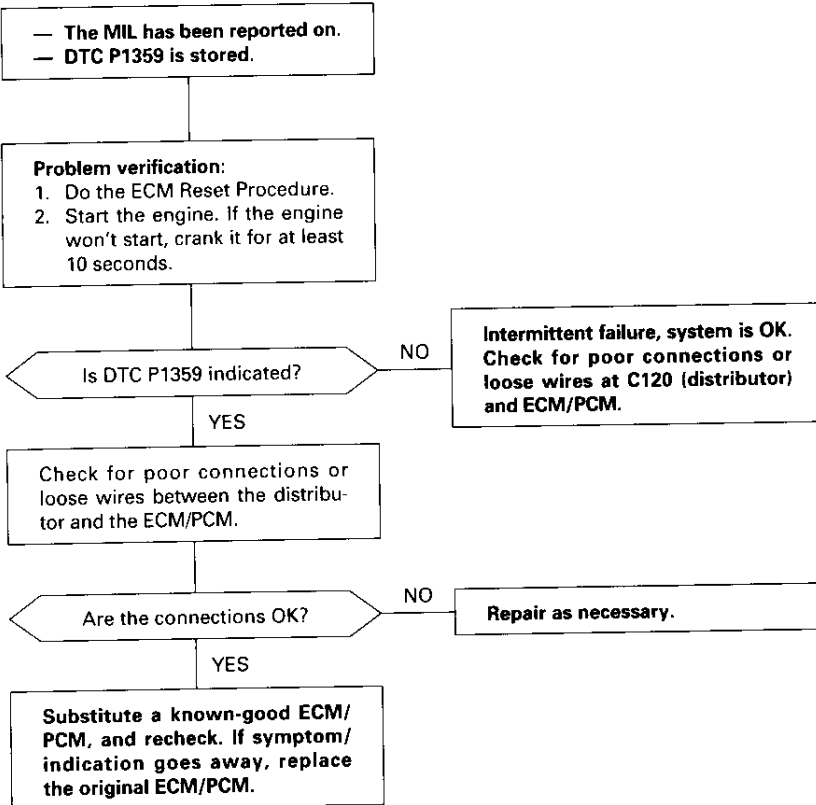 — The MIL has been reported on.
— DTC P1359 is stored.
Problem verification:
1. Do the ECM Reset Procedure.
2. Start the engine. If the engine
won't start, crank it for at least
10 seconds.
Is DTC P1359 indicated?
NO
Intermittent failure, system is OK.
Check for poor connections or
loose wires at C120 (distributor)
and ECM/PCM.
YES
Check for poor connections or
loose wires between the distribu-
tor and the ECM/PCM.
Are the connections OK?
NO
Repair as necessary.
YES
Substitute a known-good ECM/
PCM, and recheck. If symptom/
indication goes away, replace
the original ECM/PCM.